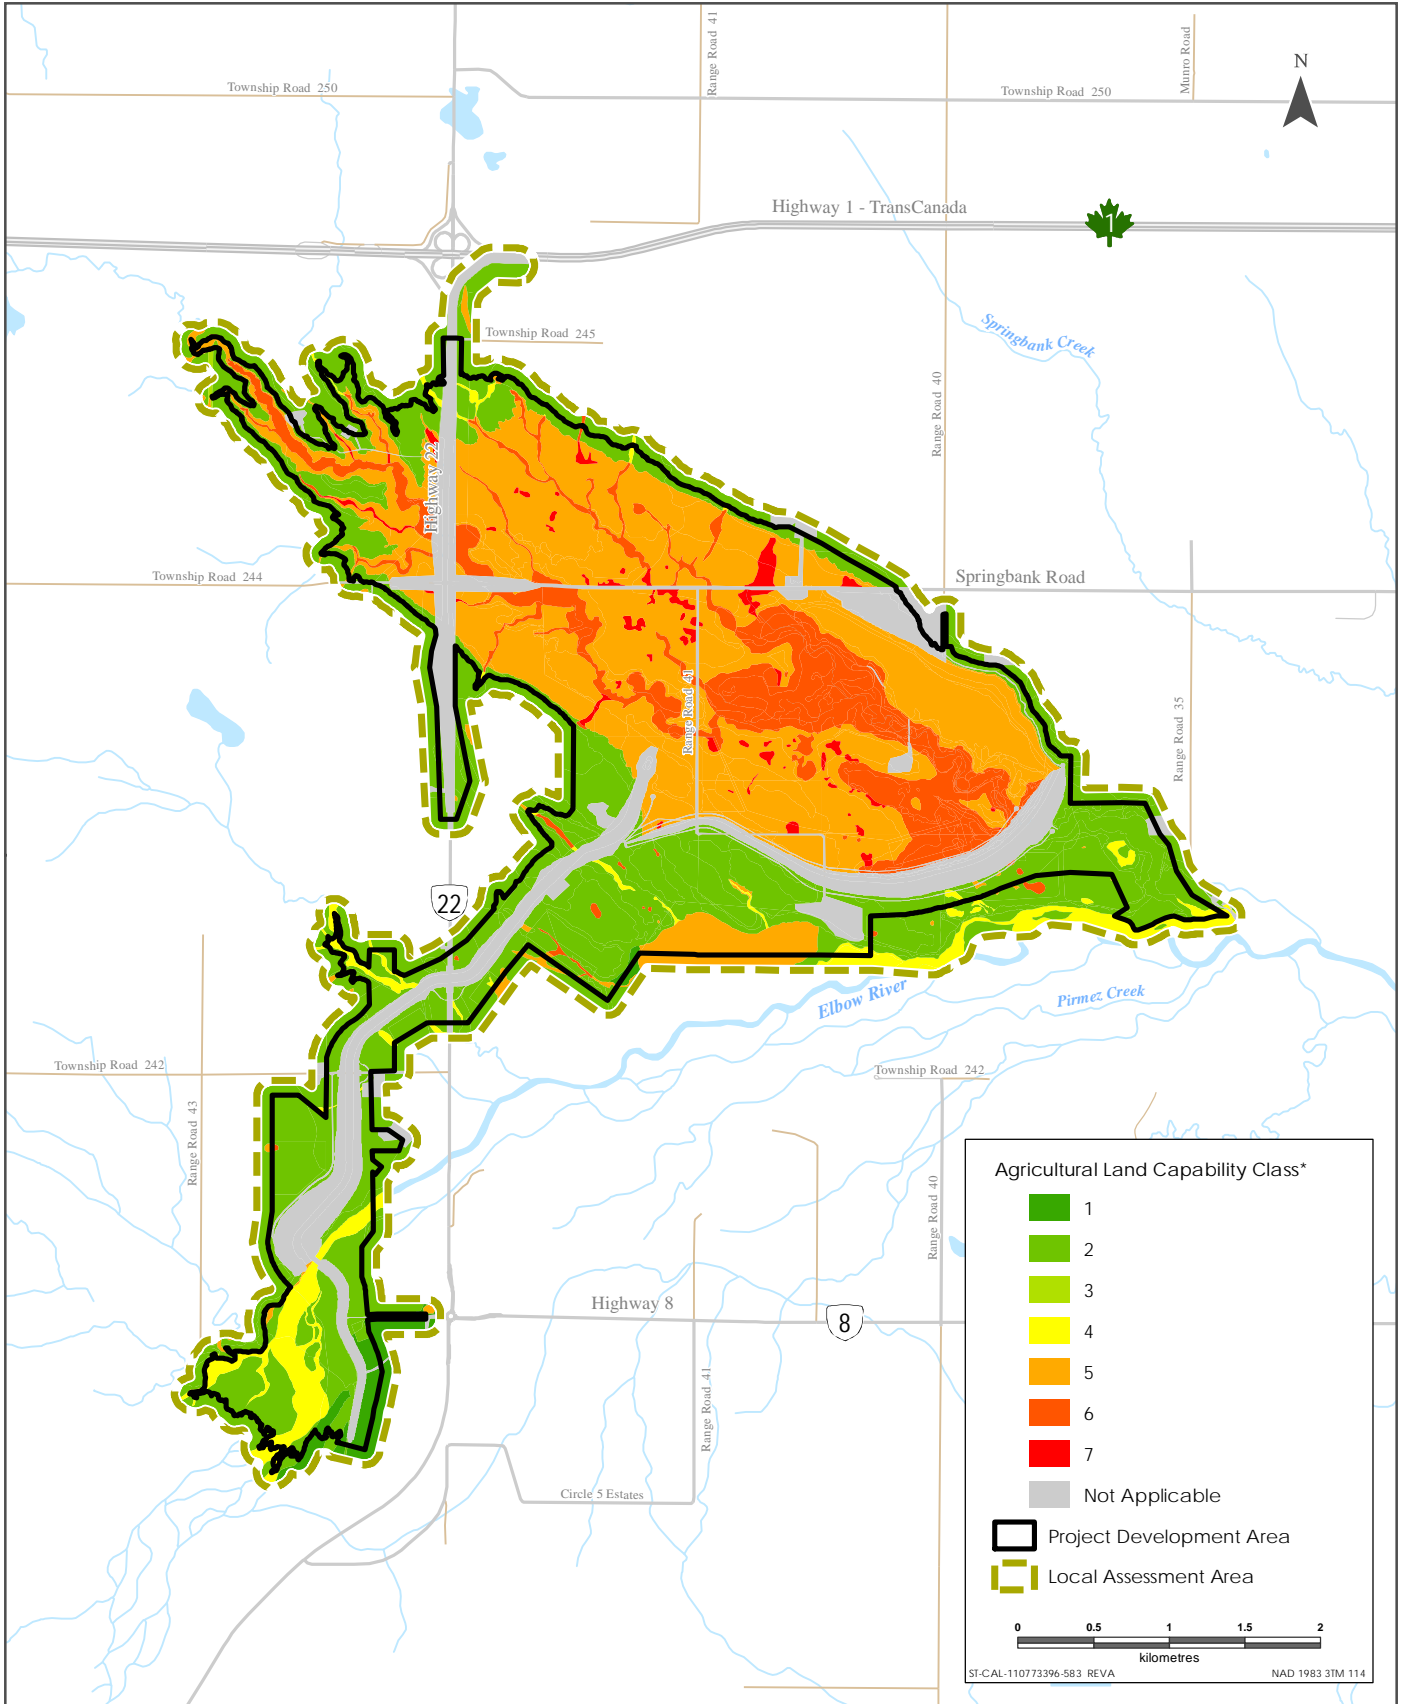 Township Road 250
Range Road 41
Township Road 250
Munro Road
N
Highway 1 - TransCanada
1
Township Road 245
Springbank Creek
Range Road 40
Highway 22
Township Road 244
Springbank Road
Range Road 41
Range Road 35
22
Elbow River
Pirmez Creek
Township Road 242
Township Road 242
Range Road 43
Range Road 40
Highway 8
8
Range Road 41
Circle 5 Estates
Agricultural Land Capability Class*
1
2
3
4
5
6
7
Not Applicable
Project Development Area
Local Assessment Area
0 0.5 1 1.5 2
kilometres
ST-CAL-110773396-583 REVA NAD 1983 3TM 114